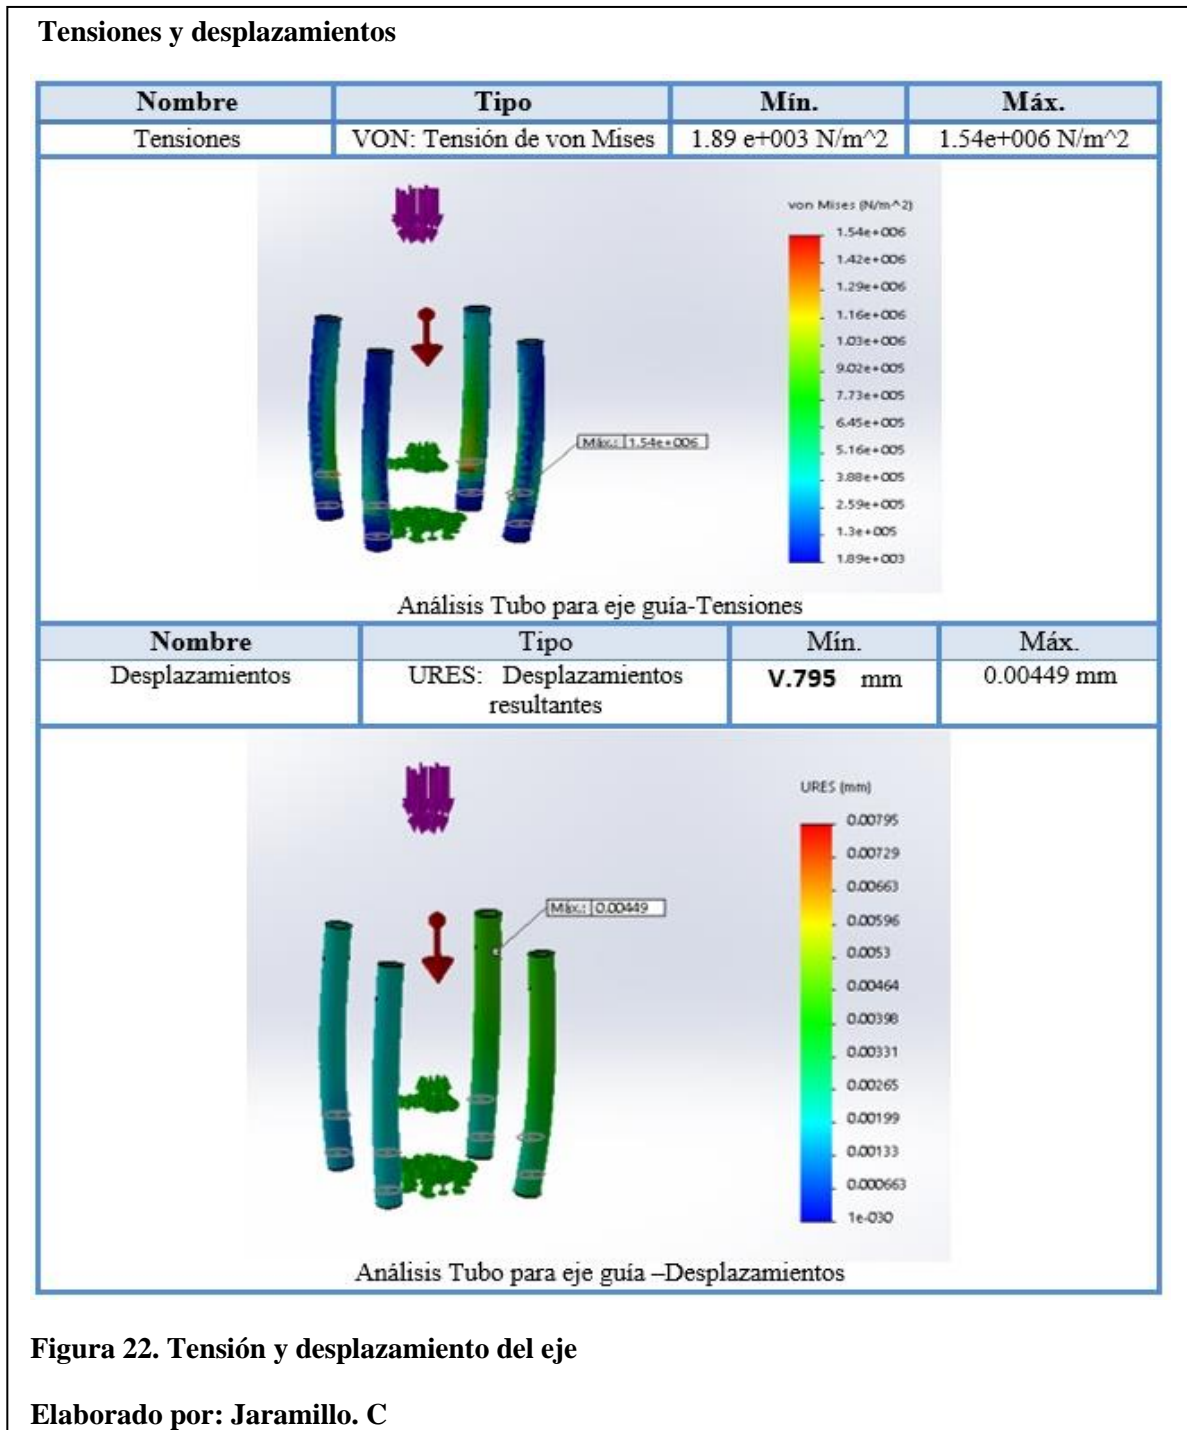 Tensiones y desplazamientos
Nombre Tipo Mín. Máx.
Tensiones VON: Tensión de von Mises 1.89 e+003 N/m^2 1.54e+006 N/m^2
von Mises (N/m^2)
1.54e+006
1.42e+006
1.29e+006
1.16e+006
1.03e+006
9.02e+005
7.73e+005
6.45e+005
5.16e+005
3.88e+005
2.59e+005
1.3e+005
1.89e+003
Máx.: 1.54e+006
Análisis Tubo para eje guía-Tensiones
Nombre Tipo Mín. Máx.
Desplazamientos URES: Desplazamientos V.795 mm 0.00449 mm
resultantes
URES (mm)
0.00795
0.00729
0.00663
0.00596
0.0053
0.00464
0.00398
0.00331
0.00265
0.00199
0.00133
0.000663
1e-030
Máx.: 0.00449
Análisis Tubo para eje guía –Desplazamientos
Figura 22. Tensión y desplazamiento del eje
Elaborado por: Jaramillo. C